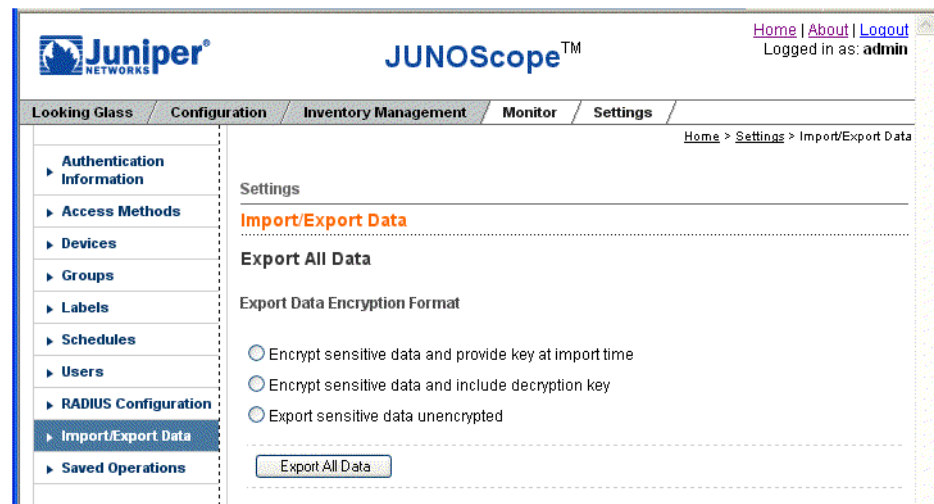 Juniper®
NETWORKS
JUNOScope™
Home | About | Logout
Logged in as: admin
Looking Glass / Configuration / Inventory Management / Monitor / Settings /
Home > Settings > Import/Export Data
Authentication
Information
Access Methods
Devices
Groups
Labels
Schedules
Users
RADIUS Configuration
Import/Export Data
Saved Operations
Settings
Import/Export Data
Export All Data
Export Data Encryption Format
Encrypt sensitive data and provide key at import time
Encrypt sensitive data and include decryption key
Export sensitive data unencrypted
Export All Data